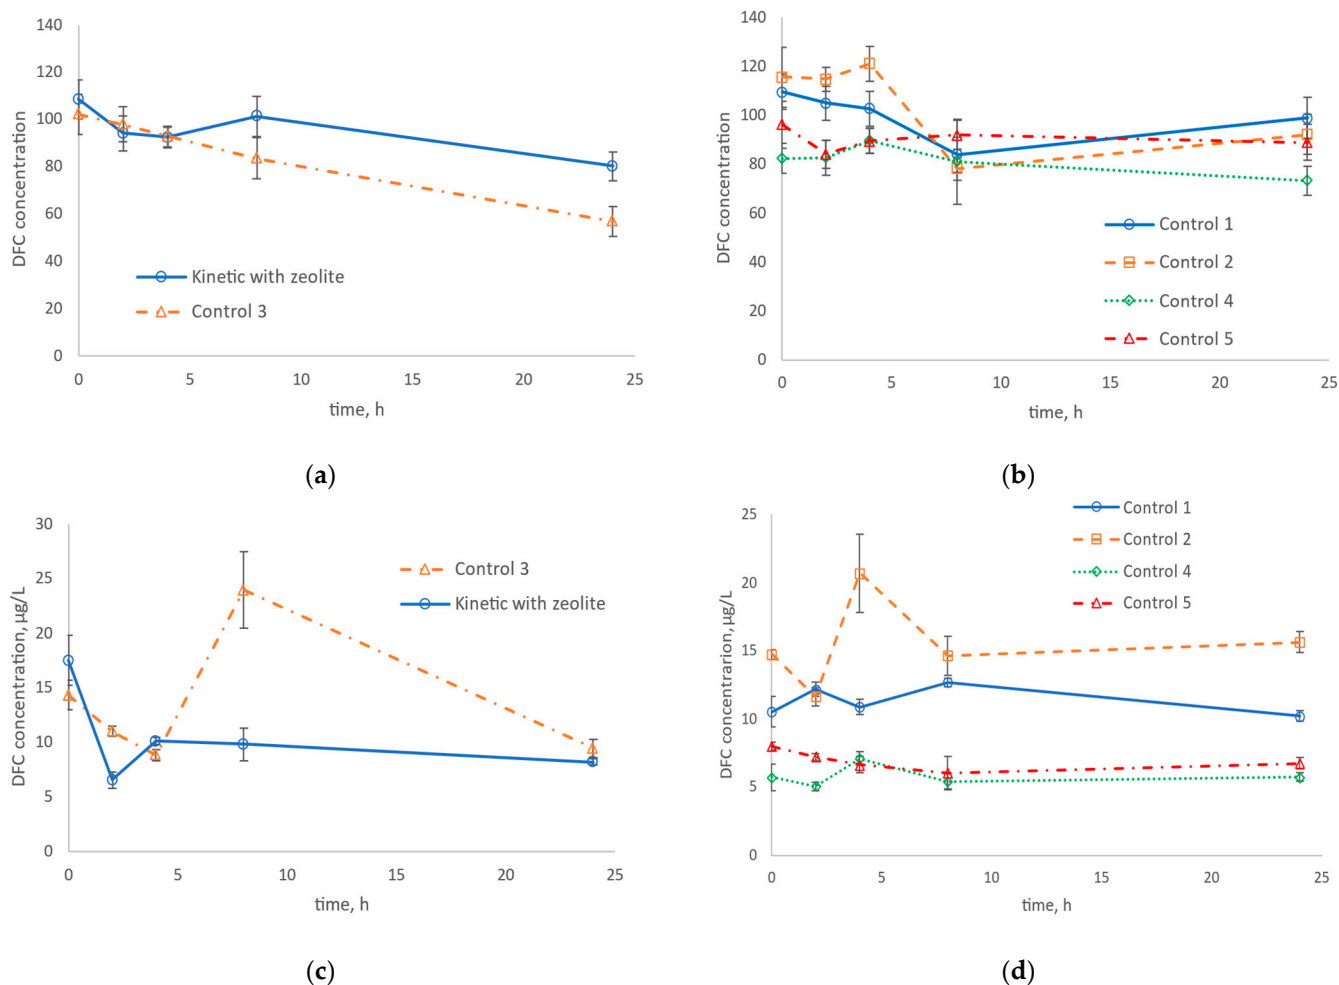 140
120
100
80
60
40
20
0
DFC concentration
Kinetic with zeolite
Control 3
0 5 10 15 20 25
time, h
(a)
140
120
100
80
60
40
20
0
DFC concentration
Control 1
Control 2
Control 4
Control 5
0 5 10 15 20 25
time, h
(b)
30
25
20
15
10
5
0
DFC concentration, µg/L
Control 3
Kinetic with zeolite
0 5 10 15 20 25
time, h
(c)
25
20
15
10
5
0
DFC concentrarion, µg/L
Control 1
Control 2
Control 4
Control 5
0 5 10 15 20 25
time, h
(d)